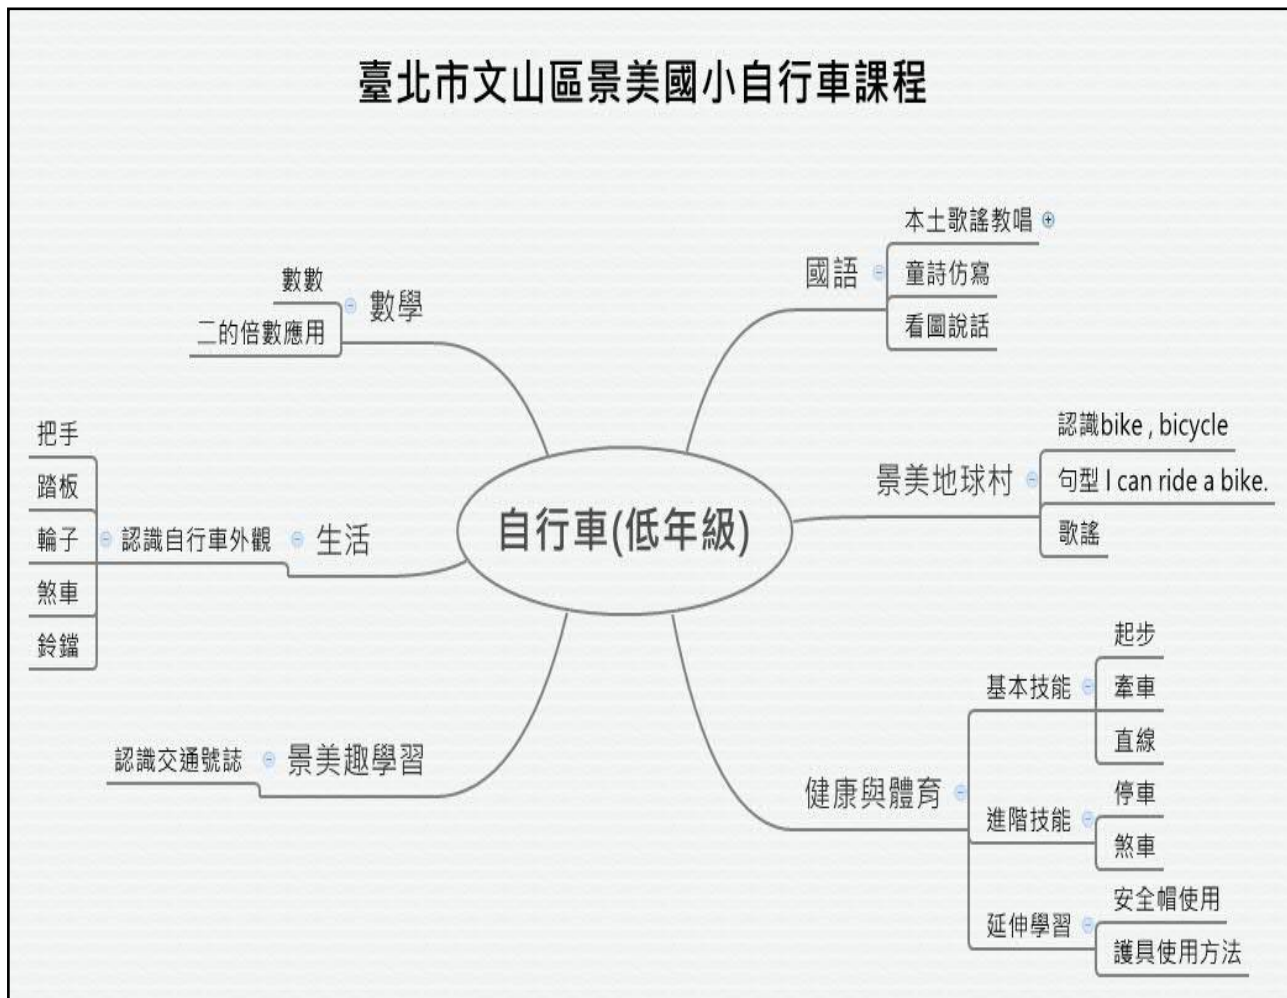 臺北市文山區景美國小自行車課程
自行車(低年級)
國語
本土歌謠教唱
童詩仿寫
看圖說話
景美地球村
認識bike , bicycle
句型 I can ride a bike.
歌謠
健康與體育
基本技能
起步
牽車
直線
進階技能
停車
煞車
延伸學習
安全帽使用
護具使用方法
數學
數數
二的倍數應用
生活
認識自行車外觀
把手
踏板
輪子
煞車
鈴鐺
景美趣學習
認識交通號誌